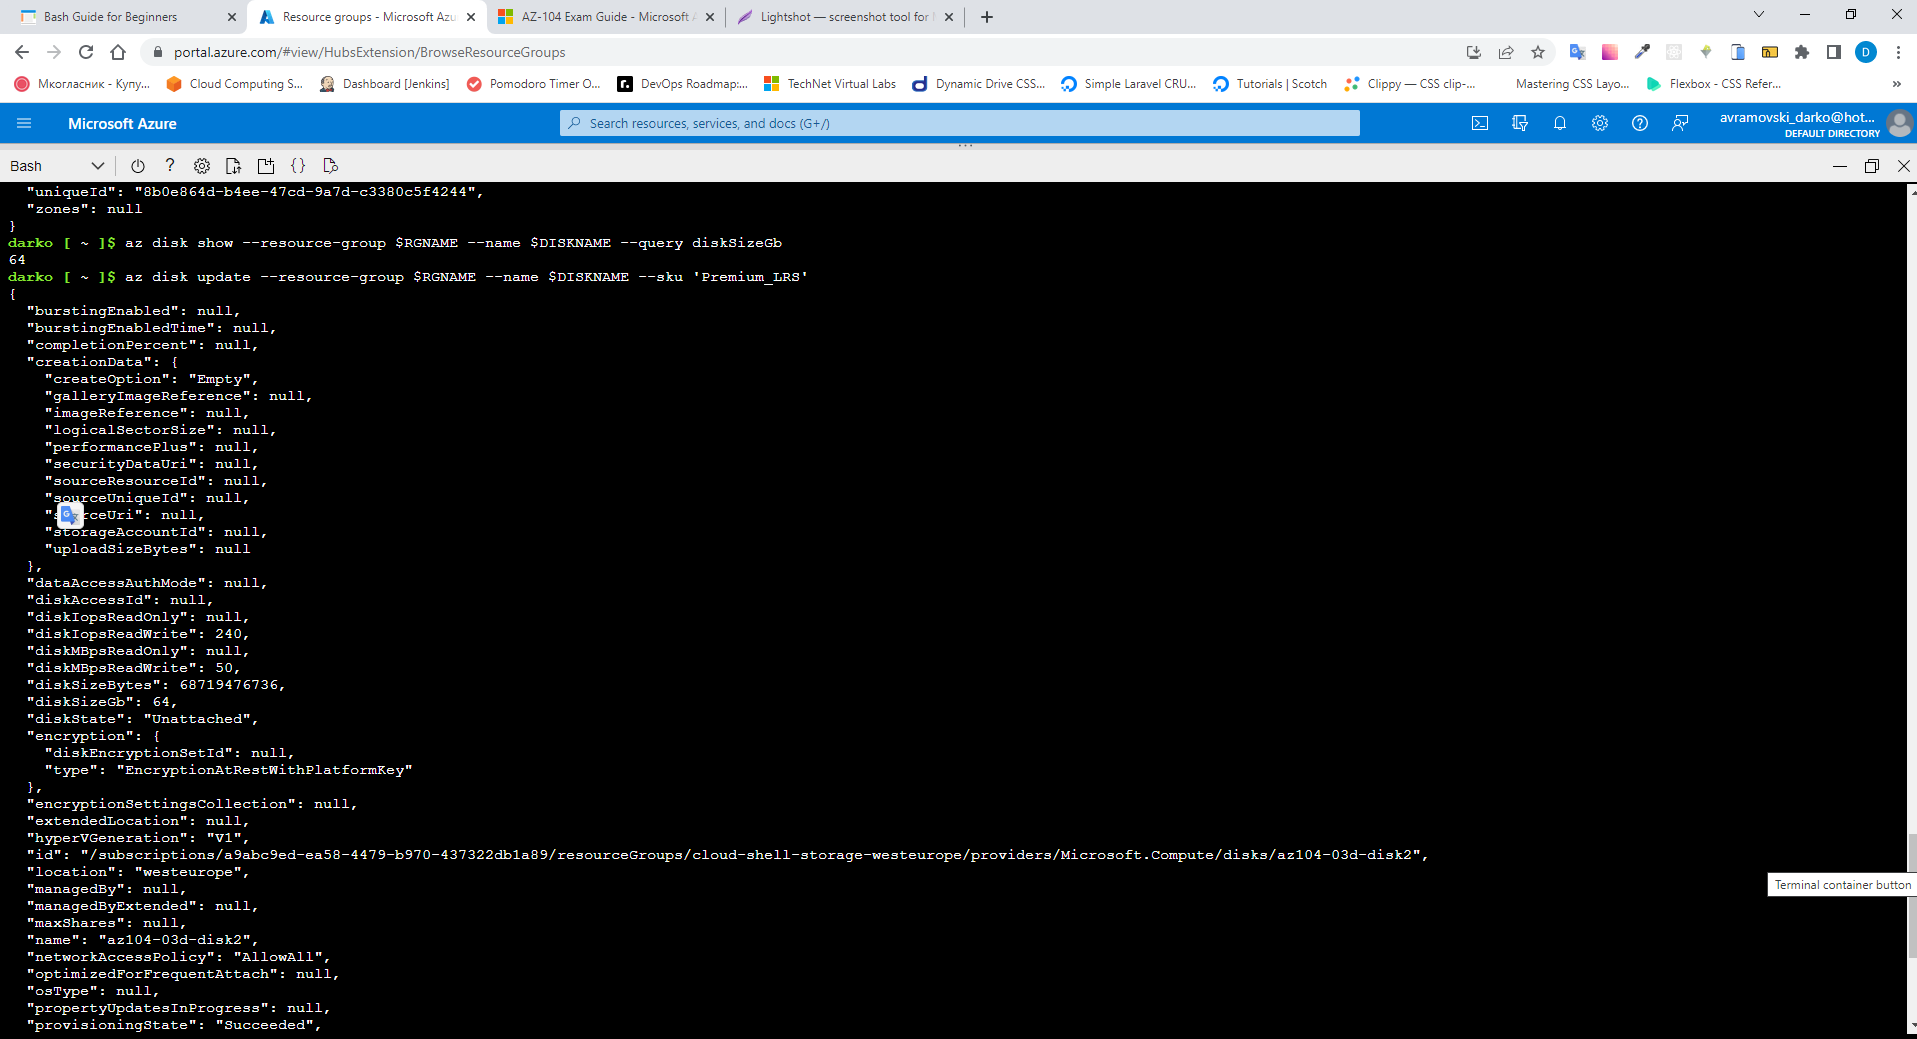 Bash Guide for Beginners
Resource groups - Microsoft Azu
AZ-104 Exam Guide - Microsoft A
Lightshot — screenshot tool for
portal.azure.com/#view/HubsExtension/BrowseResourceGroups
D
Мкогласник - Купу...
Cloud Computing S...
Dashboard [Jenkins]
Pomodoro Timer O...
DevOps Roadmap:...
TechNet Virtual Labs
Dynamic Drive CSS...
Simple Laravel CRU...
Tutorials | Scotch
Clippy — CSS clip-...
Mastering CSS Layo...
Flexbox - CSS Refer...
»
Microsoft Azure
Search resources, services, and docs (G+/)
avramovski_darko@hot...
DEFAULT DIRECTORY
Bash
"uniqueId": "8b0e864d-b4ee-47cd-9a7d-c3380c5f4244",
"zones": null
}
darko [ ~ ]$ az disk show --resource-group $RGNAME --name $DISKNAME --query diskSizeGb
64
darko [ ~ ]$ az disk update --resource-group $RGNAME --name $DISKNAME --sku 'Premium_LRS'
{
"burstingEnabled": null,
"burstingEnabledTime": null,
"completionPercent": null,
"creationData": {
"createOption": "Empty",
"galleryImageReference": null,
"imageReference": null,
"logicalSectorSize": null,
"performancePlus": null,
"securityDataUri": null,
"sourceResourceId": null,
"sourceUniqueId": null,
"sourceUri": null,
"storageAccountId": null,
"uploadSizeBytes": null
},
"dataAccessAuthMode": null,
"diskAccessId": null,
"diskIopsReadOnly": null,
"diskIopsReadWrite": 240,
"diskMBpsReadOnly": null,
"diskMBpsReadWrite": 50,
"diskSizeBytes": 68719476736,
"diskSizeGb": 64,
"diskState": "Unattached",
"encryption": {
"diskEncryptionSetId": null,
"type": "EncryptionAtRestWithPlatformKey"
},
"encryptionSettingsCollection": null,
"extendedLocation": null,
"hyperVGeneration": "V1",
"id": "/subscriptions/a9abc9ed-ea58-4479-b970-437322db1a89/resourceGroups/cloud-shell-storage-westeurope/providers/Microsoft.Compute/disks/az104-03d-disk2",
"location": "westeurope",
"managedBy": null,
"managedByExtended": null,
"maxShares": null,
"name": "az104-03d-disk2",
"networkAccessPolicy": "AllowAll",
"optimizedForFrequentAttach": null,
"osType": null,
"propertyUpdatesInProgress": null,
"provisioningState": "Succeeded",
Terminal container button